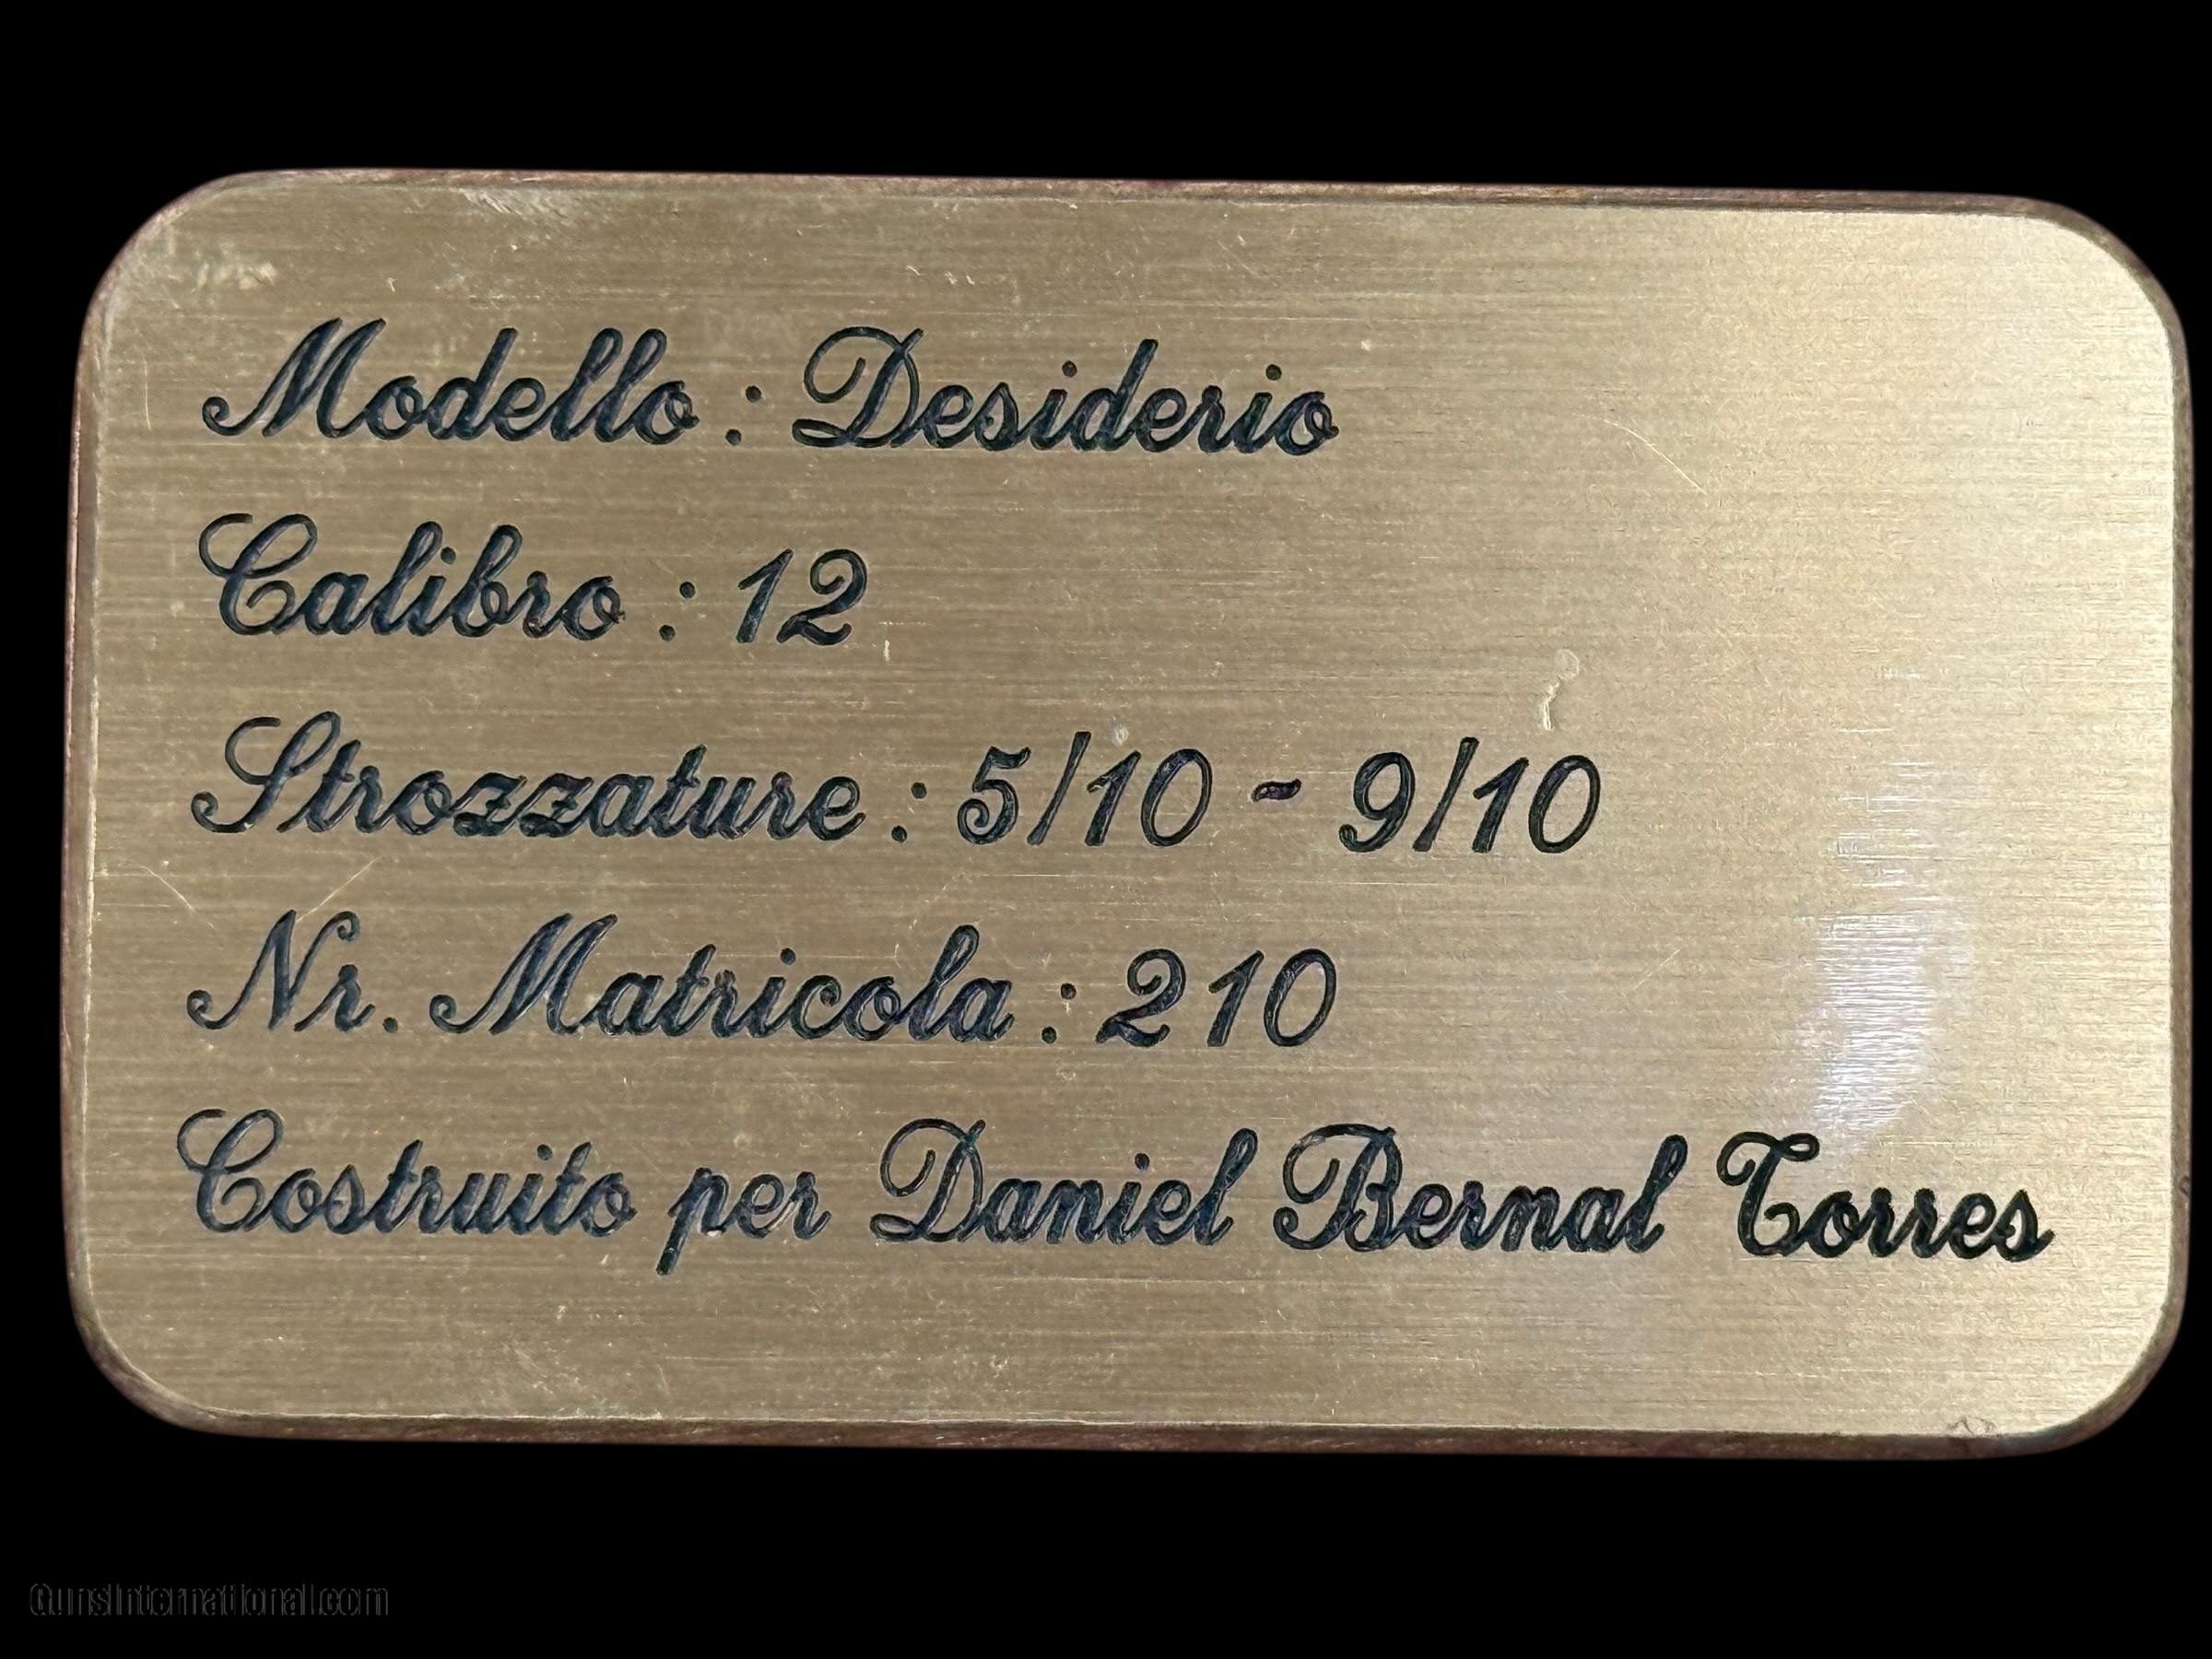 Modello : Desiderio
Calibro : 12
Strozzature : 5/10 - 9/10
Nr. Matricola : 210
Costruito per Daniel Bernal Torres
GunsInternational.com